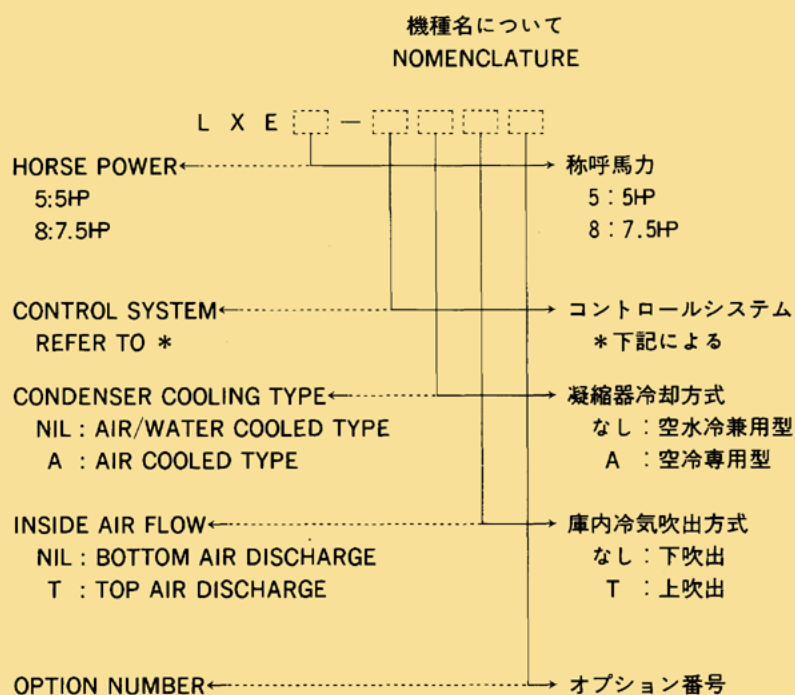 機種名について
NOMENCLATURE
LXE□-□□□□
HORSE POWER 称呼馬力
5:5HP 5:5HP
8:7.5HP 8:7.5HP
CONTROL SYSTEM コントロールシステム
REFER TO * *下記による
CONDENSER COOLING TYPE 凝縮器冷却方式
NIL:AIR/WATER COOLED TYPE なし:空水冷兼用型
A:AIR COOLED TYPE A:空冷専用型
INSIDE AIR FLOW 庫内冷気吹出方式
NIL:BOTTOM AIR DISCHARGE なし:下吹出
T:TOP AIR DISCHARGE T:上吹出
OPTION NUMBER オプション番号